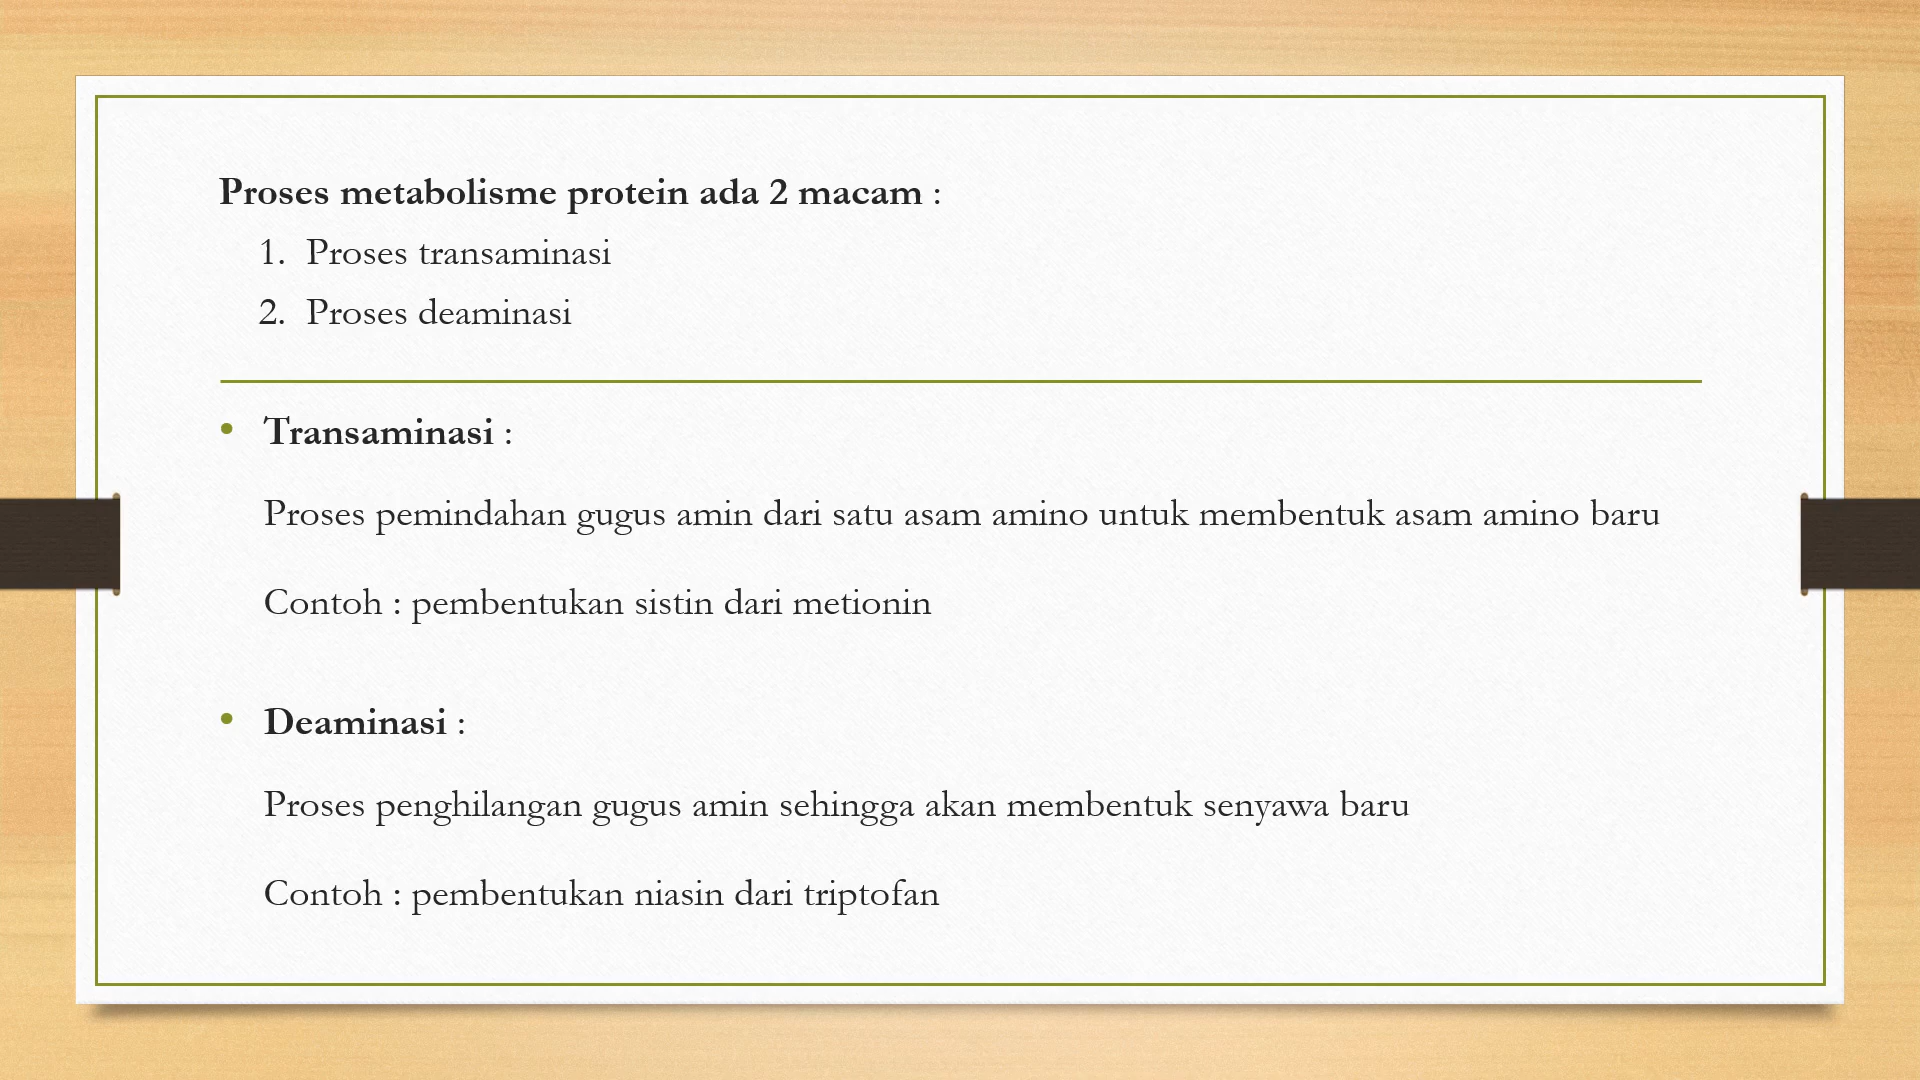 Proses metabolisme protein ada 2 macam :
1. Proses transaminasi
2. Proses deaminasi
• Transaminasi :
Proses pemindahan gugus amin dari satu asam amino untuk membentuk asam amino baru
Contoh : pembentukan sistin dari metionin
• Deaminasi :
Proses penghilangan gugus amin sehingga akan membentuk senyawa baru
Contoh : pembentukan niasin dari triptofan